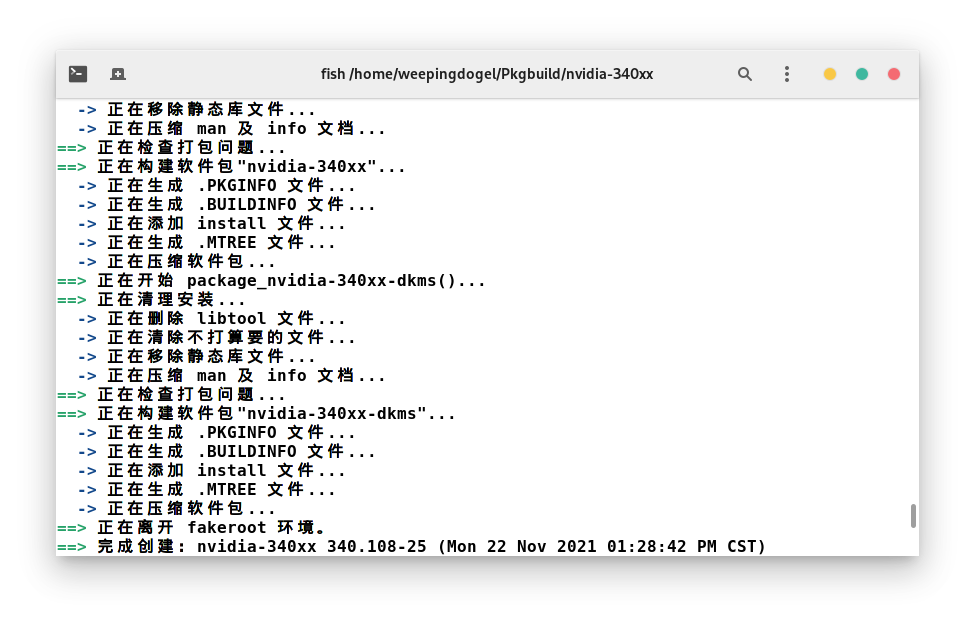 fish /home/weepingdogel/Pkgbuild/nvidia-340xx
-> 正在移除静态库文件...
-> 正在压缩 man 及 info 文档...
==> 正在检查打包问题...
==> 正在构建软件包"nvidia-340xx"...
-> 正在生成 .PKGINFO 文件...
-> 正在生成 .BUILDINFO 文件...
-> 正在添加 install 文件...
-> 正在生成 .MTREE 文件...
-> 正在压缩软件包...
==> 正在开始 package_nvidia-340xx-dkms()...
==> 正在清理安装...
-> 正在删除 libtool 文件...
-> 正在清除不打算要的文件...
-> 正在移除静态库文件...
-> 正在压缩 man 及 info 文档...
==> 正在检查打包问题...
==> 正在构建软件包"nvidia-340xx-dkms"...
-> 正在生成 .PKGINFO 文件...
-> 正在生成 .BUILDINFO 文件...
-> 正在添加 install 文件...
-> 正在生成 .MTREE 文件...
-> 正在压缩软件包...
==> 正在离开 fakeroot 环境。
==> 完成创建：nvidia-340xx 340.108-25 (Mon 22 Nov 2021 01:28:42 PM CST)